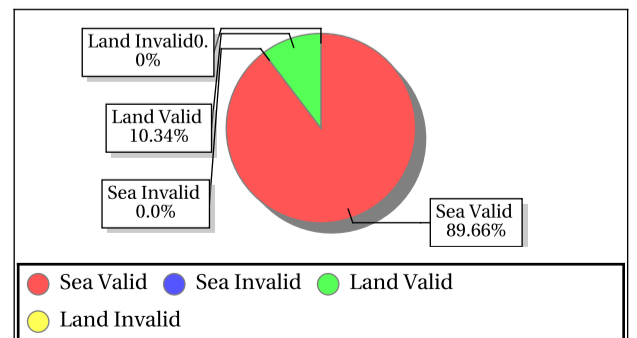 Land Invalid0.
0%
Land Valid
10.34%
Sea Invalid
0.0%
Sea Valid
89.66%
Sea Valid Sea Invalid Land Valid
Land Invalid